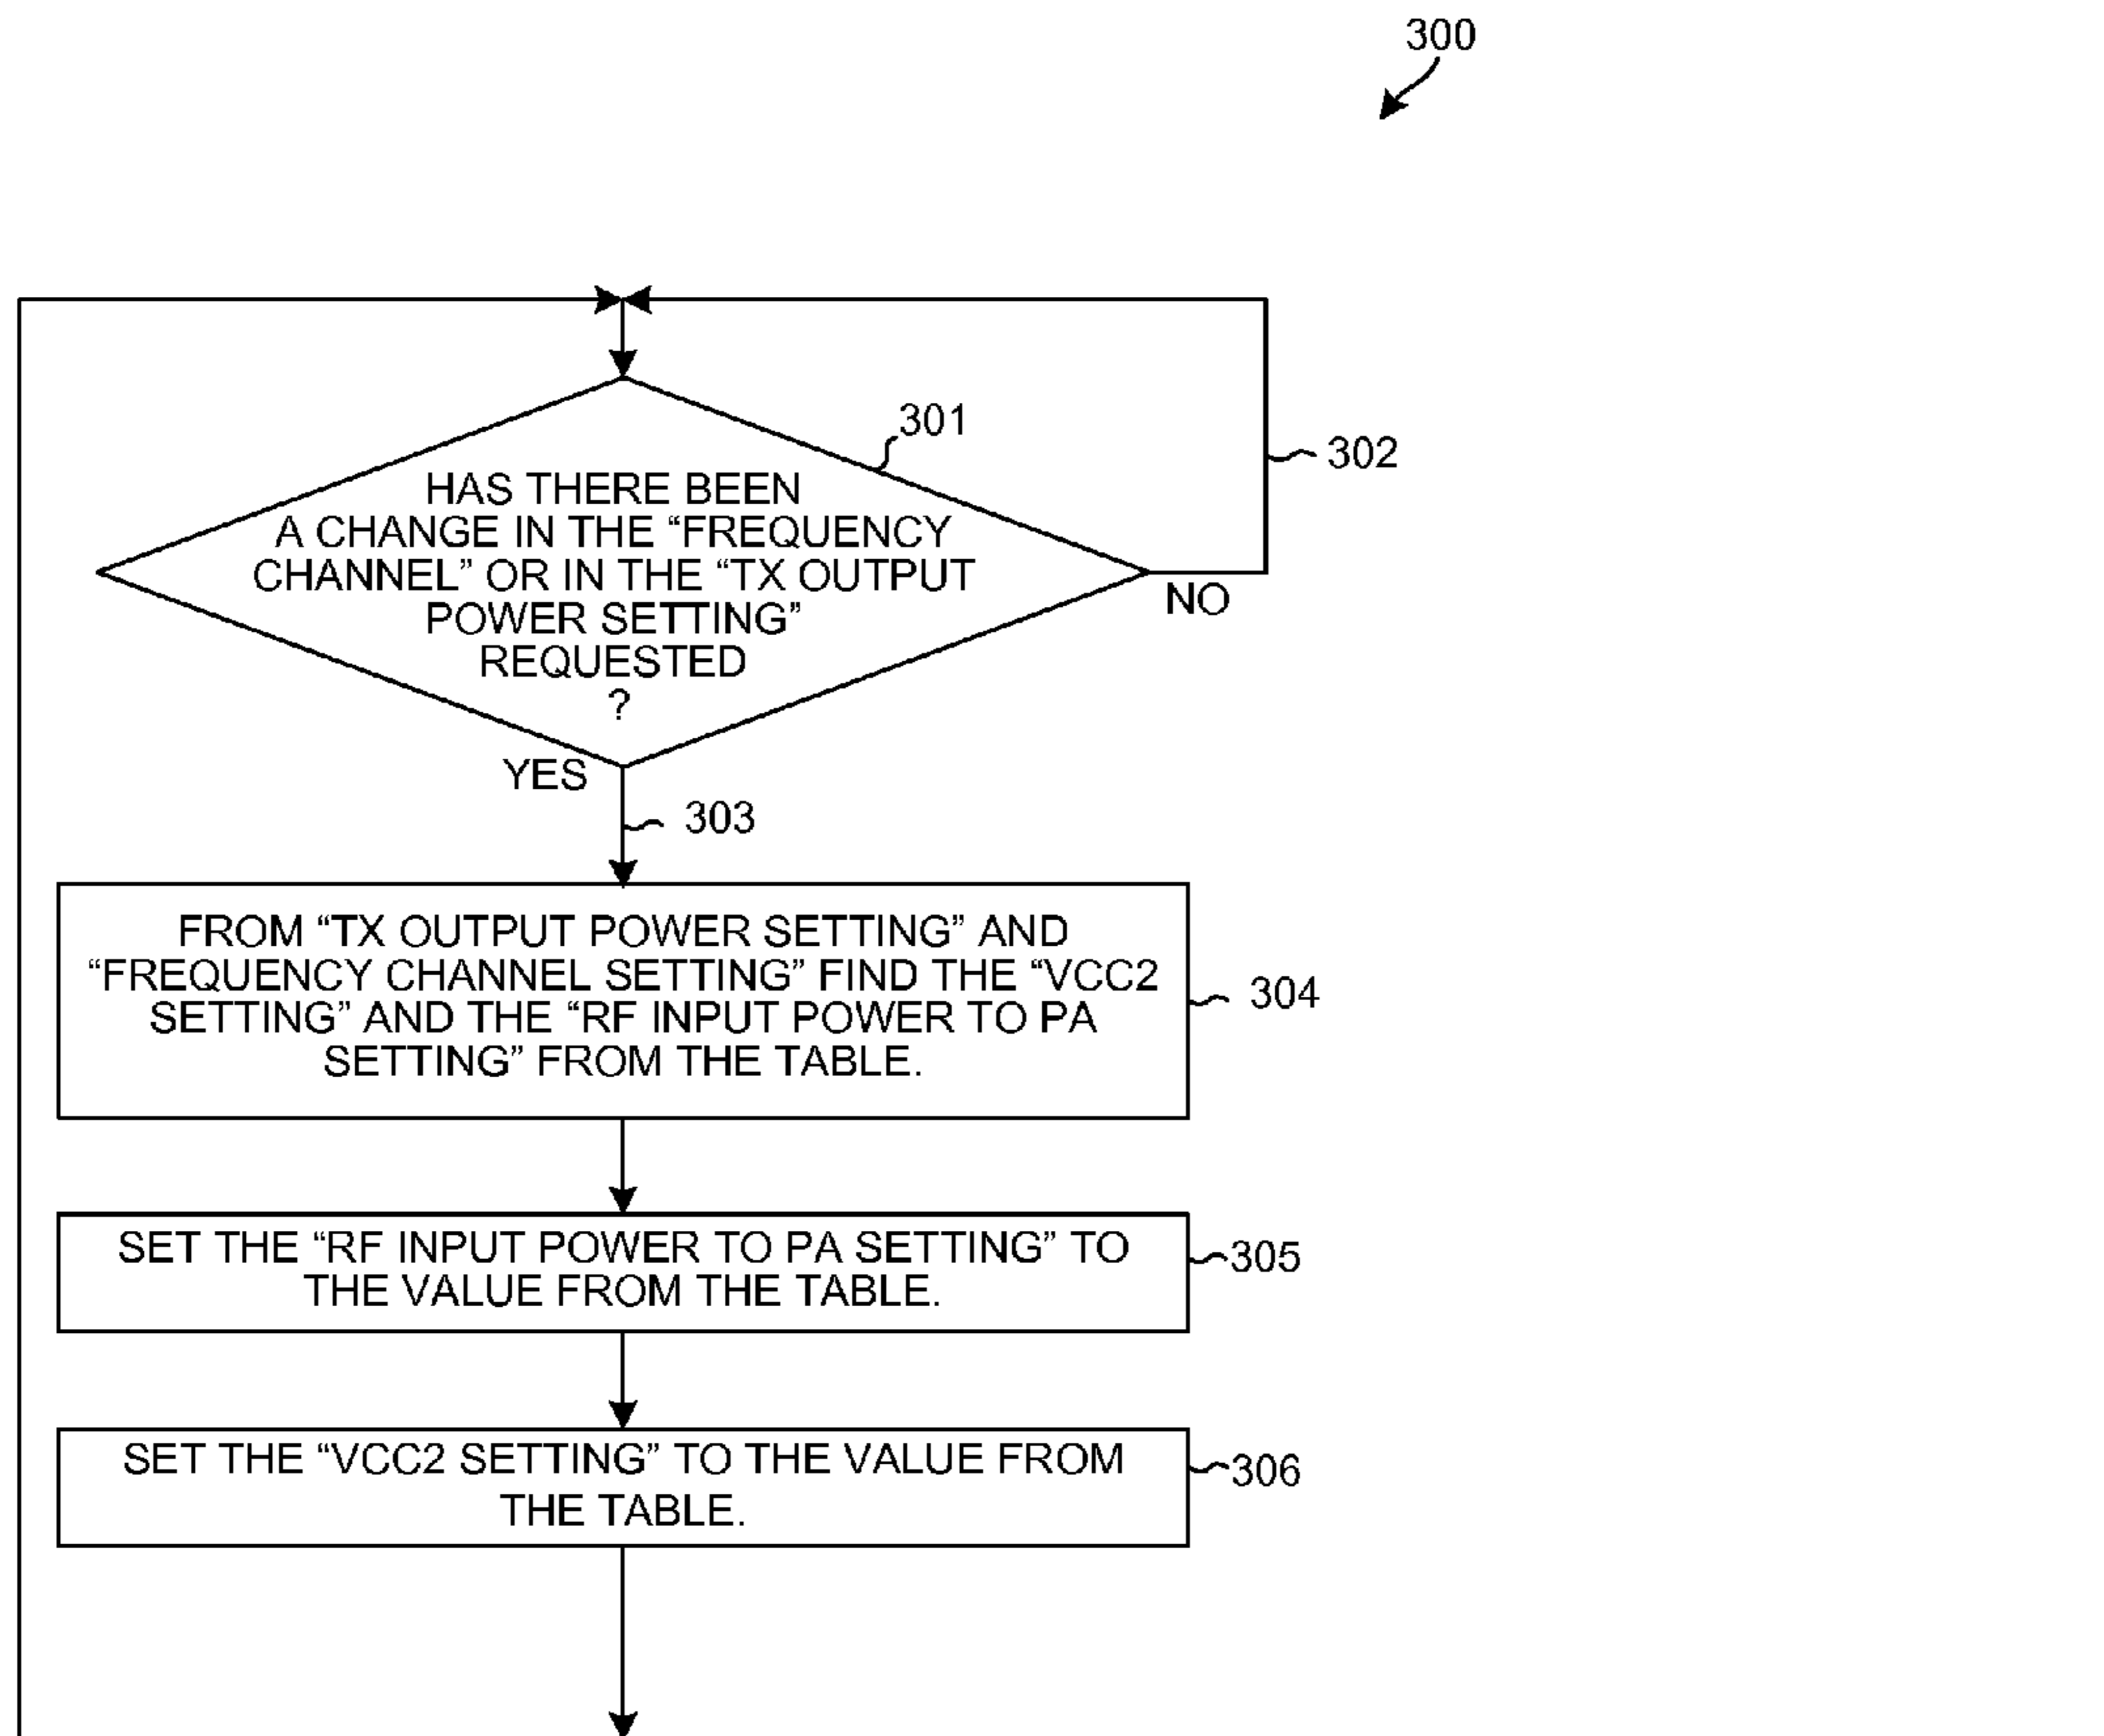 300
301
HAS THERE BEEN
A CHANGE IN THE “FREQUENCY
CHANNEL” OR IN THE “TX OUTPUT
POWER SETTING”
REQUESTED
?
302
NO
YES
303
FROM “TX OUTPUT POWER SETTING” AND
“FREQUENCY CHANNEL SETTING” FIND THE “VCC2
SETTING” AND THE “RF INPUT POWER TO PA
SETTING” FROM THE TABLE.
304
SET THE “RF INPUT POWER TO PA SETTING” TO
THE VALUE FROM THE TABLE.
305
SET THE “VCC2 SETTING” TO THE VALUE FROM
THE TABLE.
306